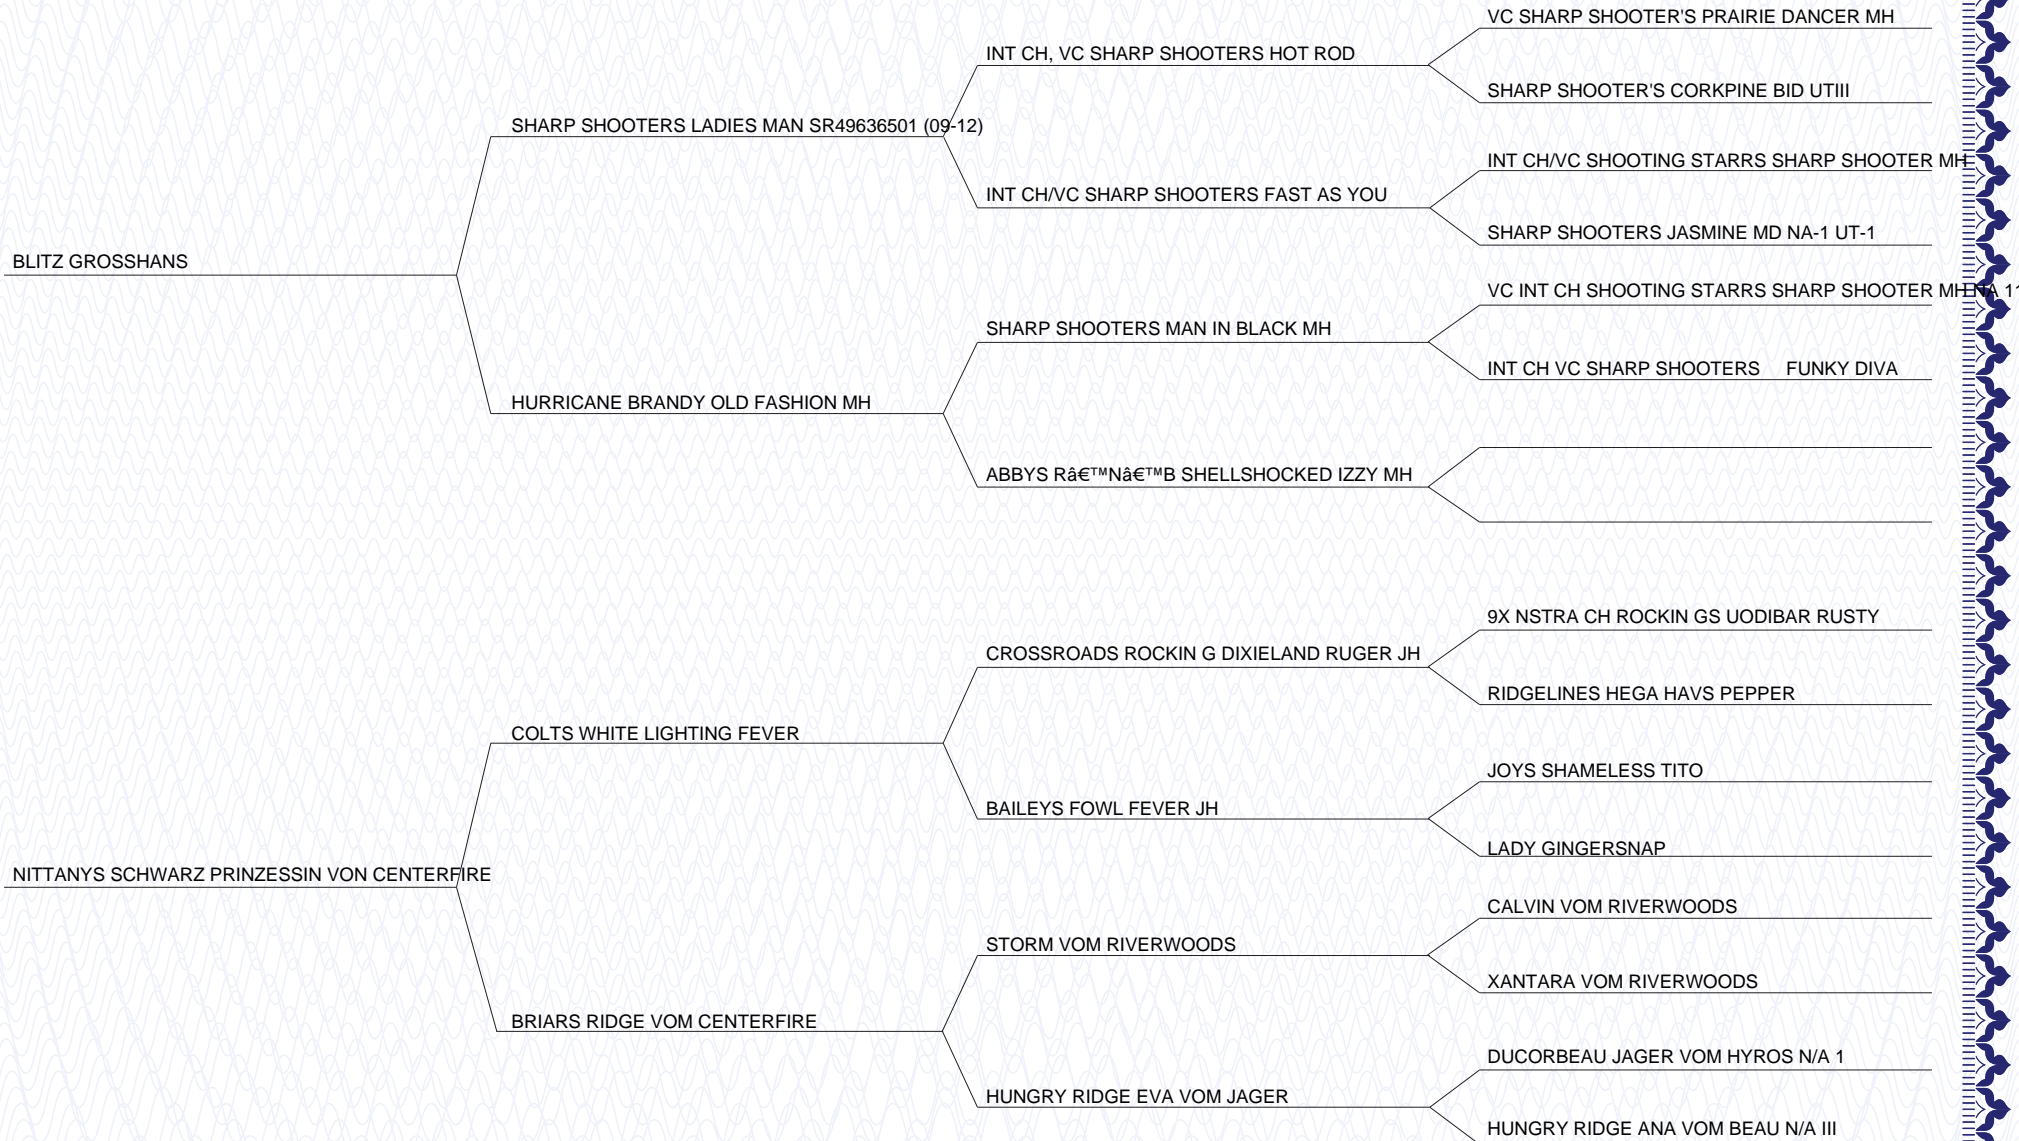 VC SHARP SHOOTER'S PRAIRIE DANCER MH
INT CH, VC SHARP SHOOTERS HOT ROD
SHARP SHOOTER'S CORKPINE BID UTIII
SHARP SHOOTERS LADIES MAN SR49636501 (09-12)
INT CH/VC SHOOTING STARRS SHARP SHOOTER MH
INT CH/VC SHARP SHOOTERS FAST AS YOU
SHARP SHOOTERS JASMINE MD NA-1 UT-1
BLITZ GROSSHANS
VC INT CH SHOOTING STARRS SHARP SHOOTER MH NA 11
SHARP SHOOTERS MAN IN BLACK MH
INT CH VC SHARP SHOOTERS FUNKY DIVA
HURRICANE BRANDY OLD FASHION MH
ABBYS R’N’B SHELLSHOCKED IZZY MH
9X NSTRA CH ROCKIN GS UODIBAR RUSTY
CROSSROADS ROCKIN G DIXIELAND RUGER JH
RIDGELINES HEGA HAVS PEPPER
COLTS WHITE LIGHTING FEVER
JOYS SHAMELESS TITO
BAILEYS FOWL FEVER JH
LADY GINGERSNAP
NITTANYS SCHWARZ PRINZESSIN VON CENTERFIRE
CALVIN VOM RIVERWOODS
STORM VOM RIVERWOODS
XANTARA VOM RIVERWOODS
BRIARS RIDGE VOM CENTERFIRE
DUCORBEAU JAGER VOM HYROS N/A 1
HUNGRY RIDGE EVA VOM JAGER
HUNGRY RIDGE ANA VOM BEAU N/A III